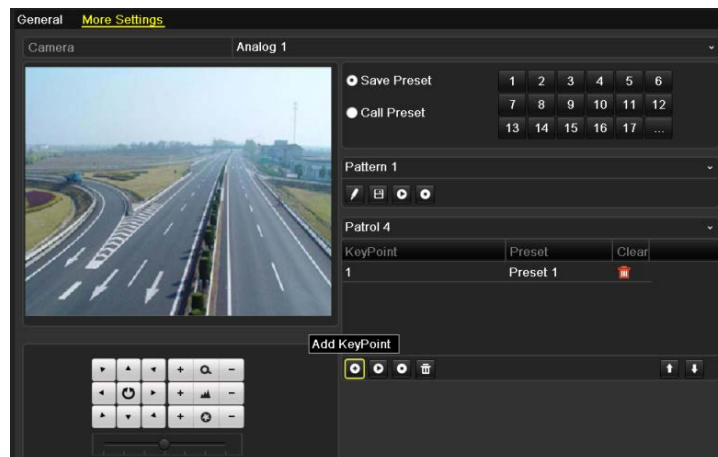 General More Settings
Camera Analog 1
Save Preset
Call Preset
1 2 3 4 5 6
7 8 9 10 11 12
13 14 15 16 17 ...
Pattern 1
Patrol 4
KeyPoint Preset Clear
1 Preset 1
Add KeyPoint